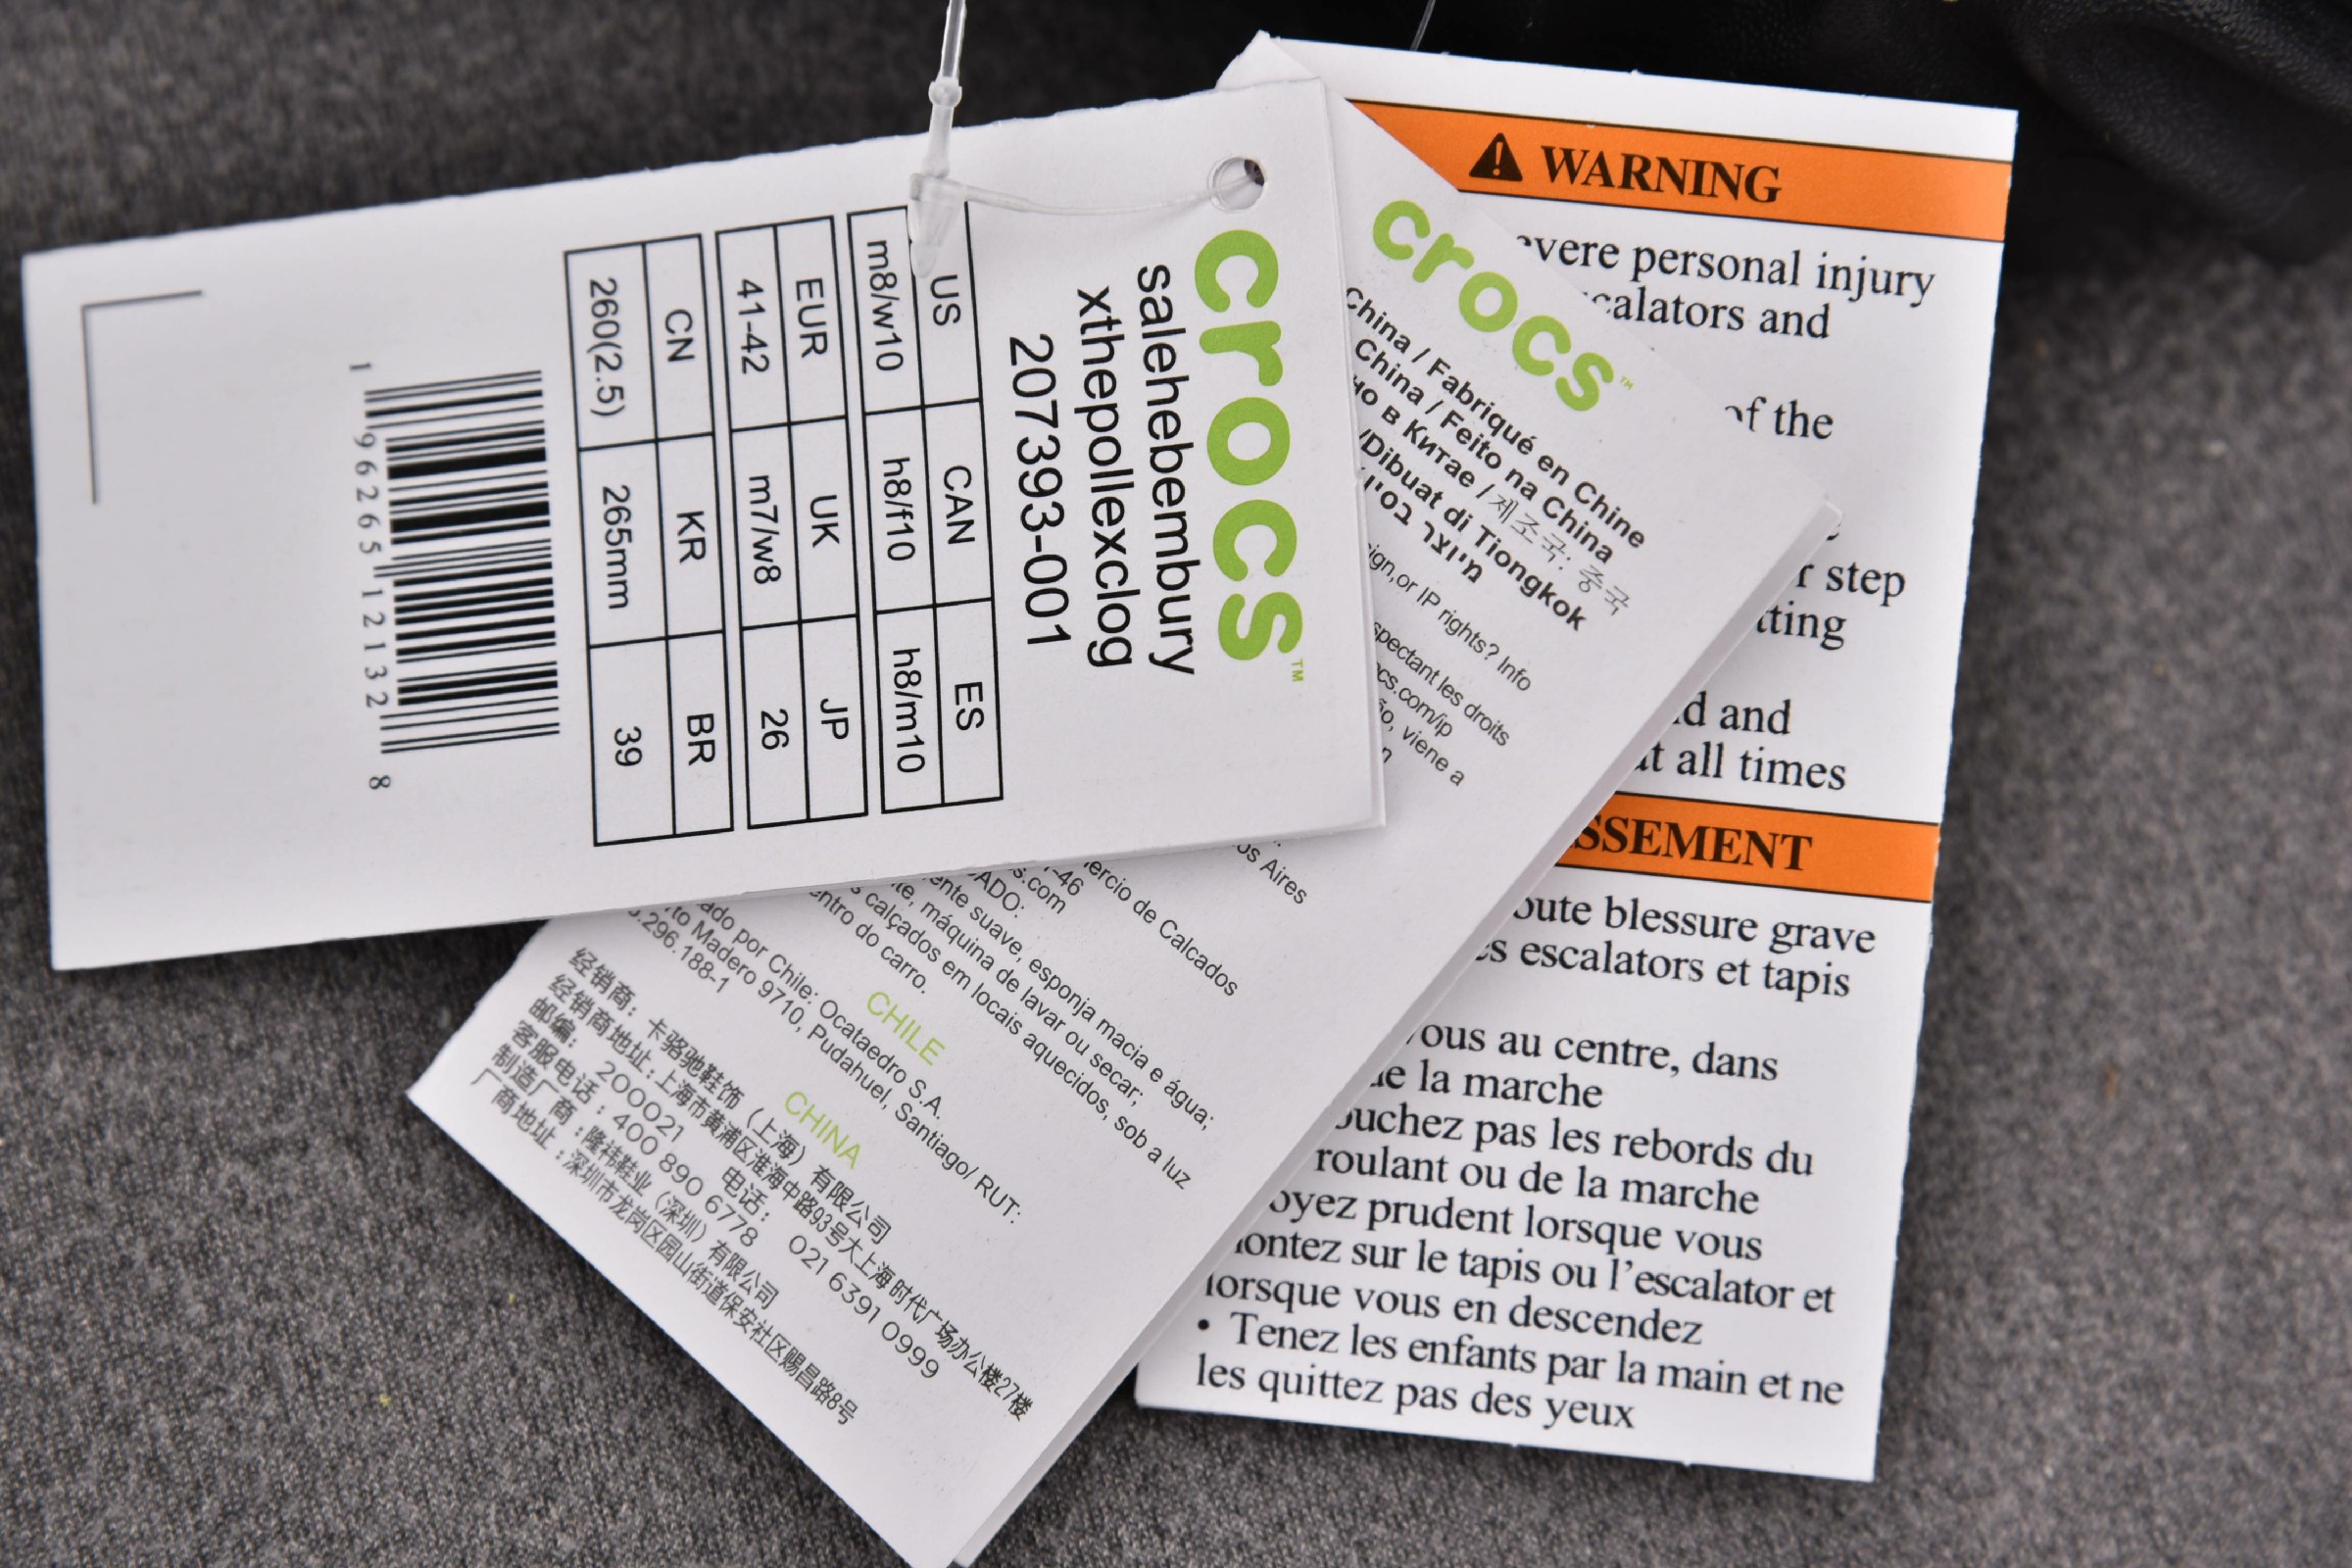 crocs™
salehebembury
xthepollexclog
207393-001
US CAN ES
m8/w10 h8/f10 h8/m10
EUR UK JP
41-42 m7/w8 26
CN KR BR
260(2.5) 265mm 39
1 96265 12132 8
crocs™
China / Fabriqué en Chine
China / Feito na China
но в Китае / 제조국: 중국
/Dibuat di Tiongkok
מיוצר בסין
ign,or IP rights? Info
spectant les droits
cs.com/ip
ão, viene a
os Aires
ercio de Calcados
-46
s.com
ADO:
ente suave, esponja macia e água;
te, máquina de lavar ou secar;
s calçados em locais aquecidos, sob a luz
entro do carro.
CHILE
ado por Chile: Ocataedro S.A.
to Madero 9710, Pudahuel, Santiago/ RUT:
.296.188-1
CHINA
经销商: 卡骆驰鞋饰（上海）有限公司
经销商地址:上海市黄浦区淮海中路93号大上海时代广场办公楼27楼
邮编: 200021 电话: 021 6391 0999
客服电话: 400 890 6778
制造厂商:隆祎鞋业（深圳）有限公司
厂商地址:深圳市龙岗区园山街道保安社区赐昌路8号
WARNING
evere personal injury
calators and
of the
r step
tting
d and
at all times
SSEMENT
oute blessure grave
es escalators et tapis
ous au centre, dans
de la marche
ouchez pas les rebords du
roulant ou de la marche
oyez prudent lorsque vous
ontez sur le tapis ou l'escalator et
lorsque vous en descendez
• Tenez les enfants par la main et ne
les quittez pas des yeux